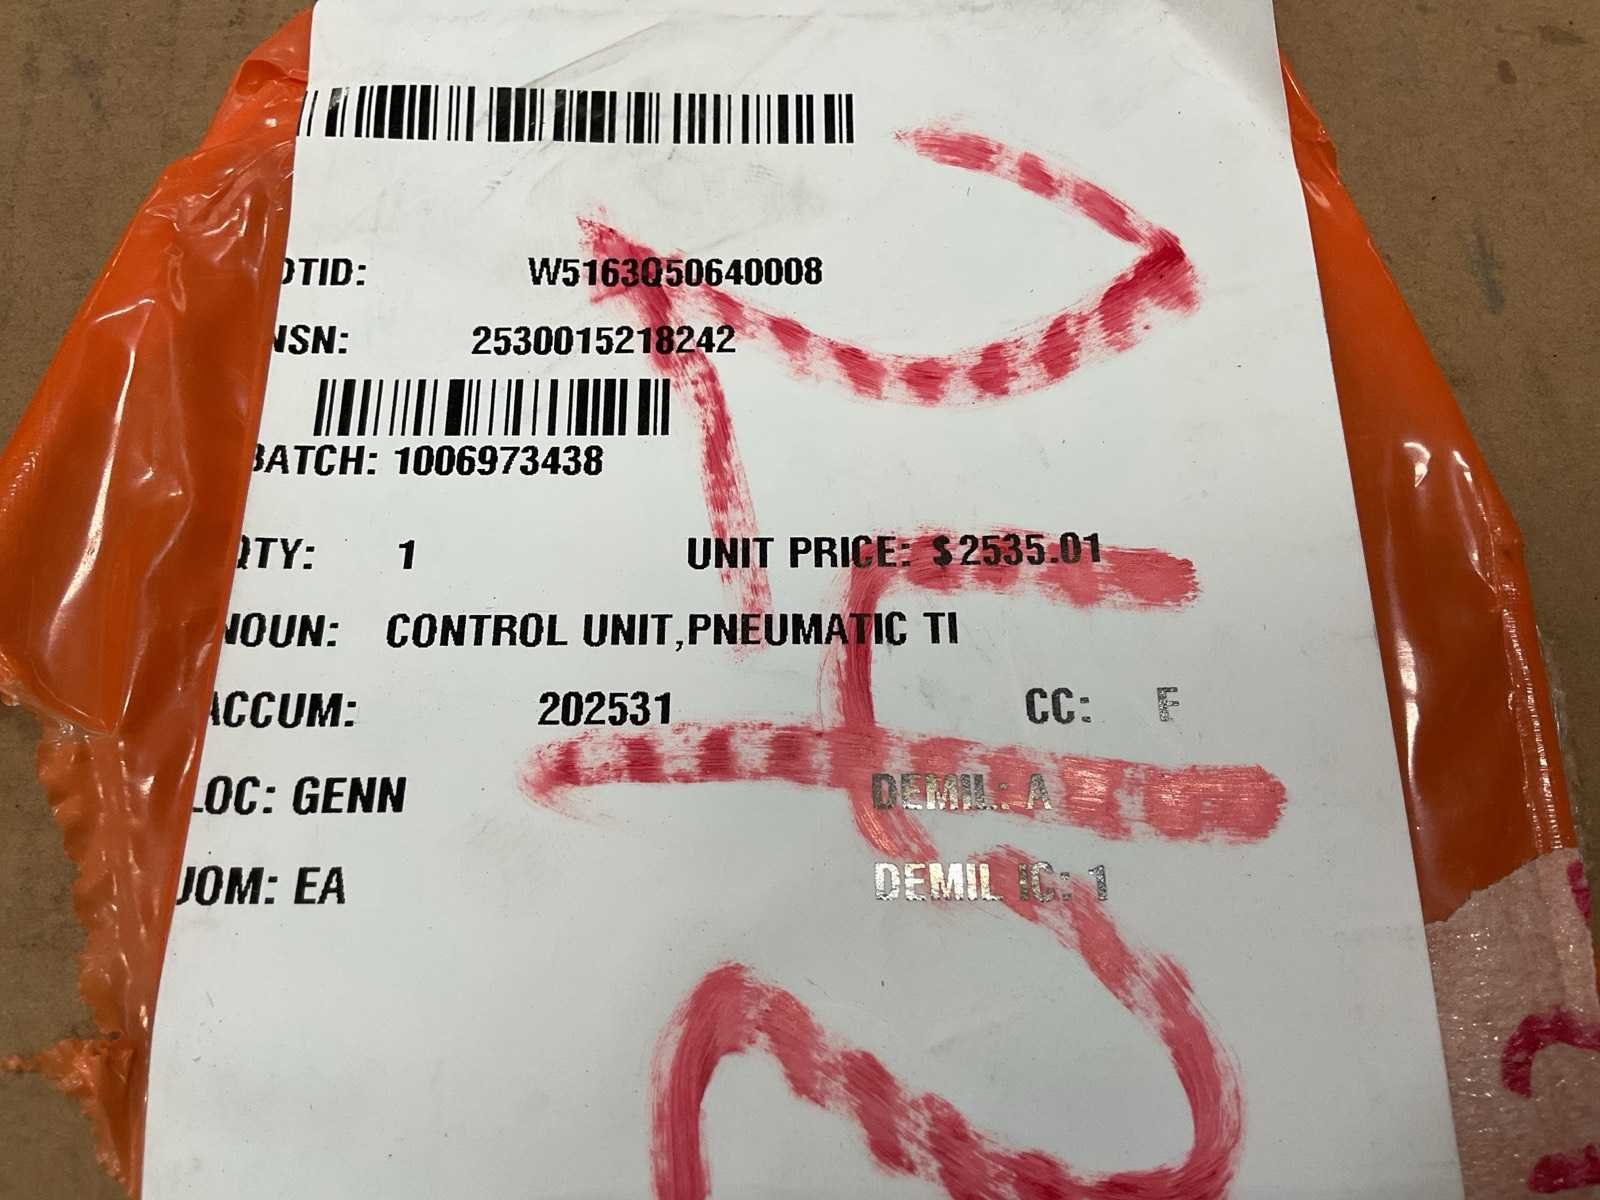 DTID: W5163Q50640008
NSN: 2530015218242
BATCH: 1006973438
QTY: 1 UNIT PRICE: $2535.01
NOUN: CONTROL UNIT,PNEUMATIC TI
ACCUM: 202531 CC: F
LOC: GENN DEMIL: A
UOM: EA DEMIL IC: 1